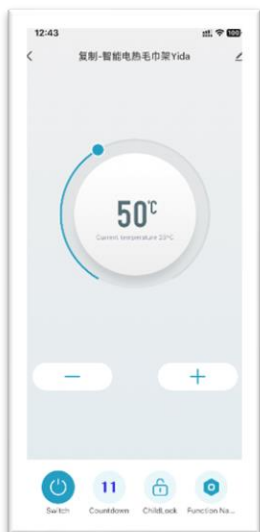 12:43
100
复制-智能电热毛巾架Yida
50℃
Current temperature 23℃
Switch
11
Countdown
ChildLock
Function Na...